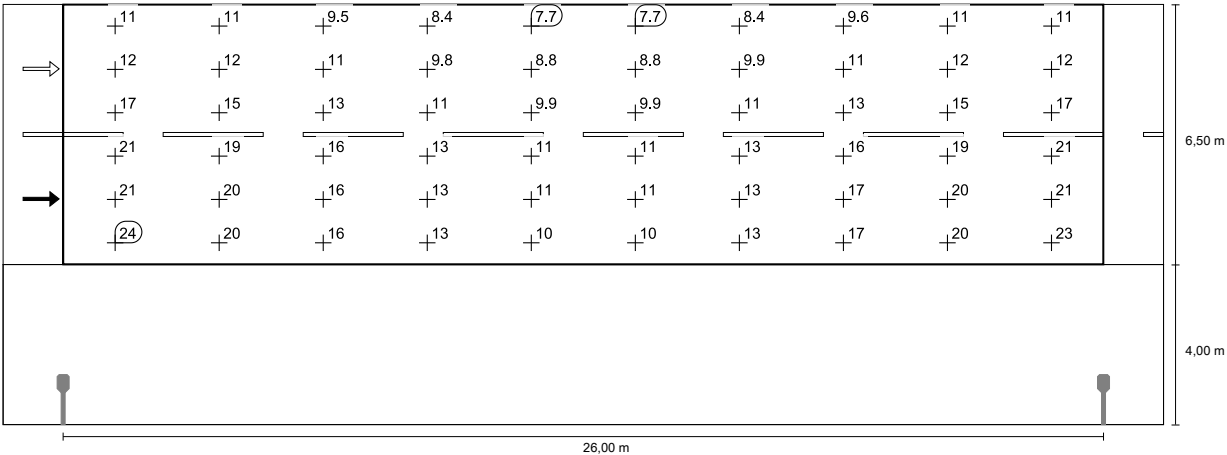 11 11 9.5 8.4 7.7 7.7 8.4 9.6 11 11
12 12 11 9.8 8.8 8.8 9.9 11 12 12
17 15 13 11 9.9 9.9 11 13 15 17
6,50 m
21 19 16 13 11 11 13 16 19 21
21 20 16 13 11 11 13 17 20 21
24 20 16 13 10 10 13 17 20 23
4,00 m
26,00 m